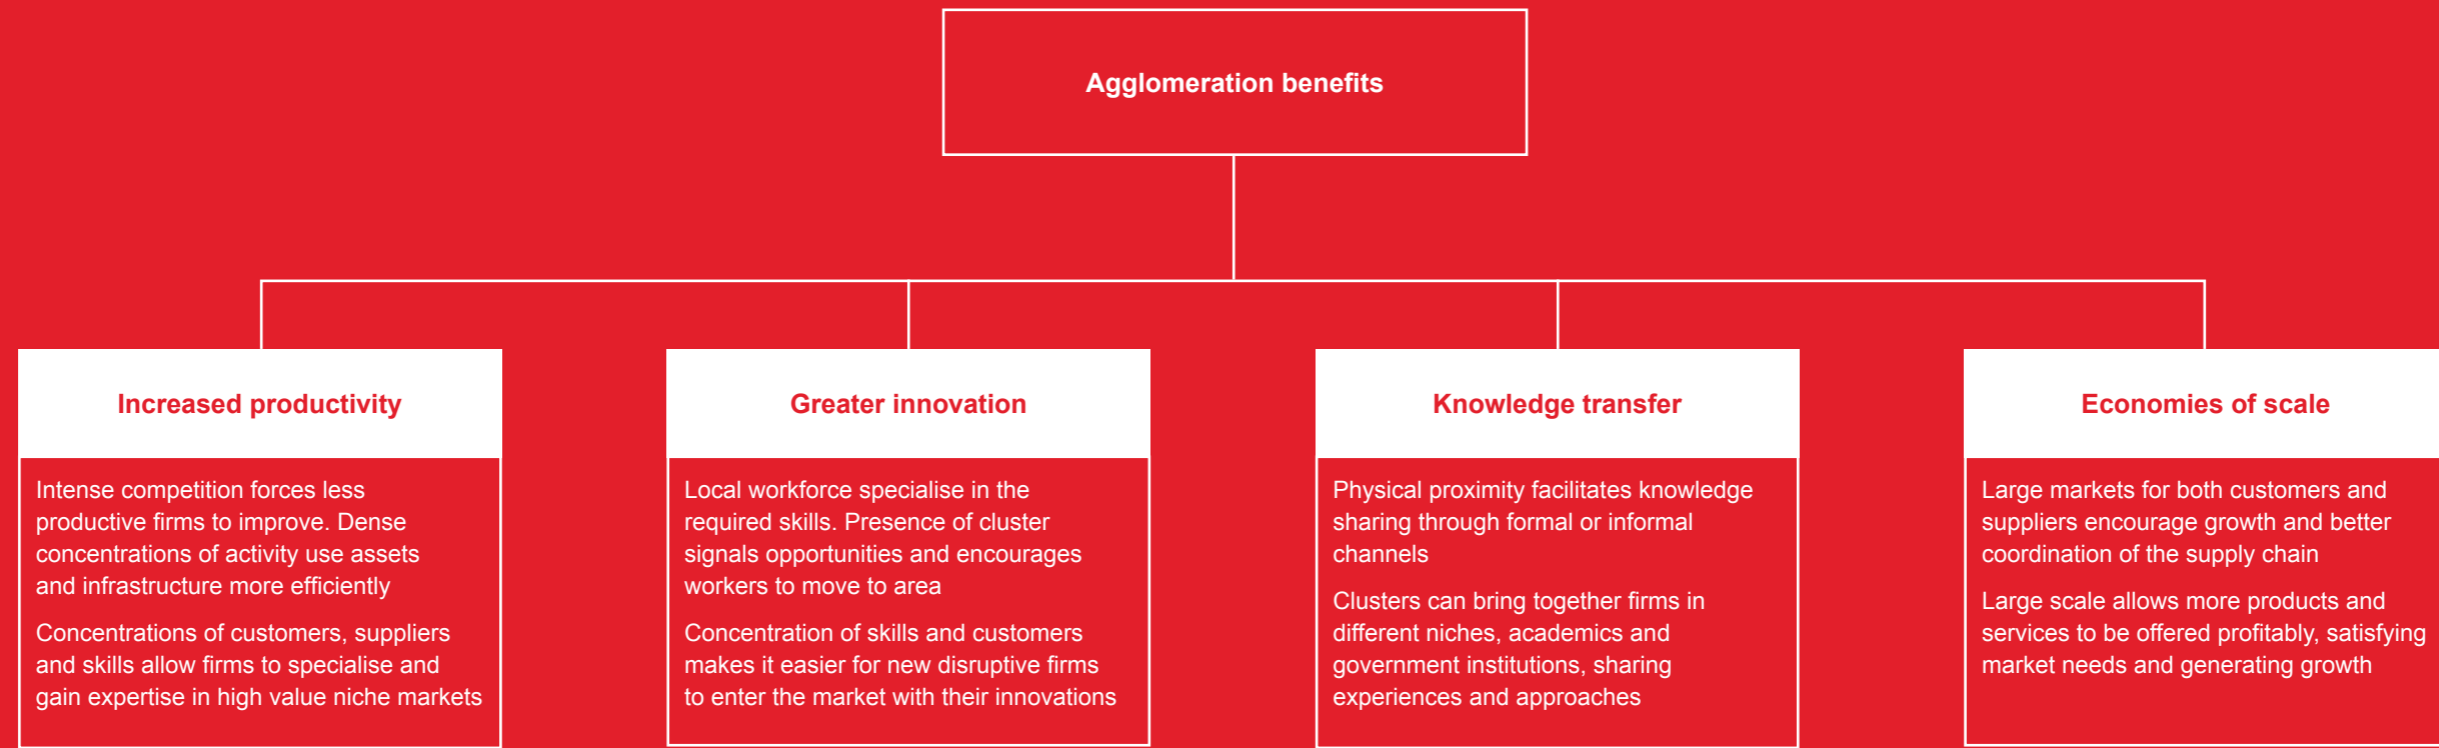 Agglomeration benefits
Increased productivity
Intense competition forces less
productive firms to improve. Dense
concentrations of activity use assets
and infrastructure more efficiently
Concentrations of customers, suppliers
and skills allow firms to specialise and
gain expertise in high value niche markets
Greater innovation
Local workforce specialise in the
required skills. Presence of cluster
signals opportunities and encourages
workers to move to area
Concentration of skills and customers
makes it easier for new disruptive firms
to enter the market with their innovations
Knowledge transfer
Physical proximity facilitates knowledge
sharing through formal or informal
channels
Clusters can bring together firms in
different niches, academics and
government institutions, sharing
experiences and approaches
Economies of scale
Large markets for both customers and
suppliers encourage growth and better
coordination of the supply chain
Large scale allows more products and
services to be offered profitably, satisfying
market needs and generating growth